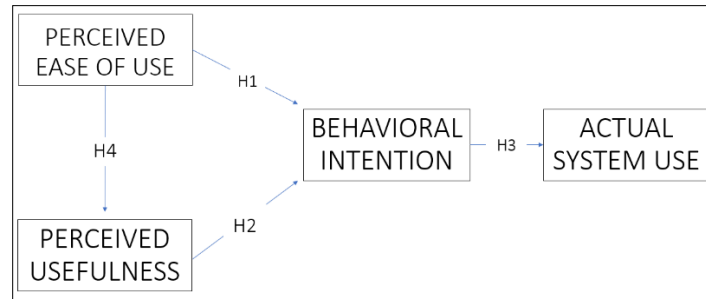 PERCEIVED
EASE OF USE
H1
BEHAVIORAL
INTENTION
H3
ACTUAL
SYSTEM USE
H4
H2
PERCEIVED
USEFULNESS